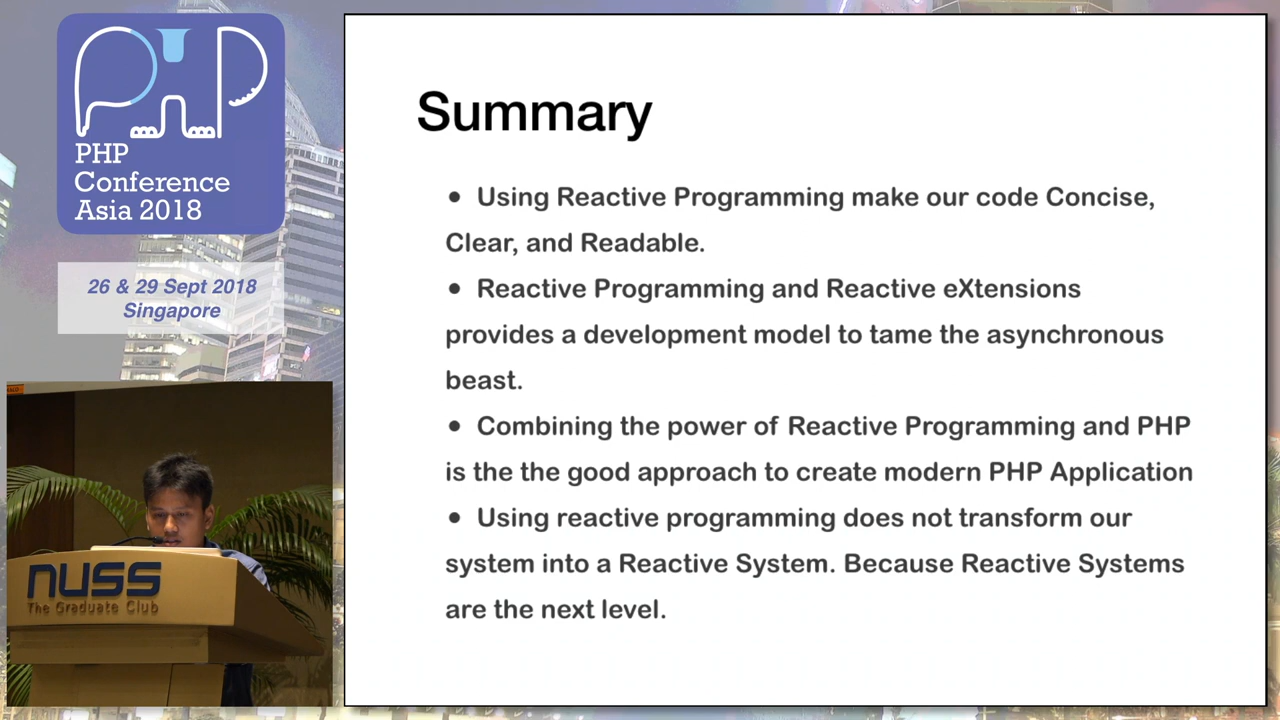 PHP
Conference
Asia 2018
26 & 29 Sept 2018
Singapore
nuss
The Graduate Club
Summary
• Using Reactive Programming make our code Concise,
Clear, and Readable.
• Reactive Programming and Reactive eXtensions
provides a development model to tame the asynchronous
beast.
• Combining the power of Reactive Programming and PHP
is the the good approach to create modern PHP Application
• Using reactive programming does not transform our
system into a Reactive System. Because Reactive Systems
are the next level.